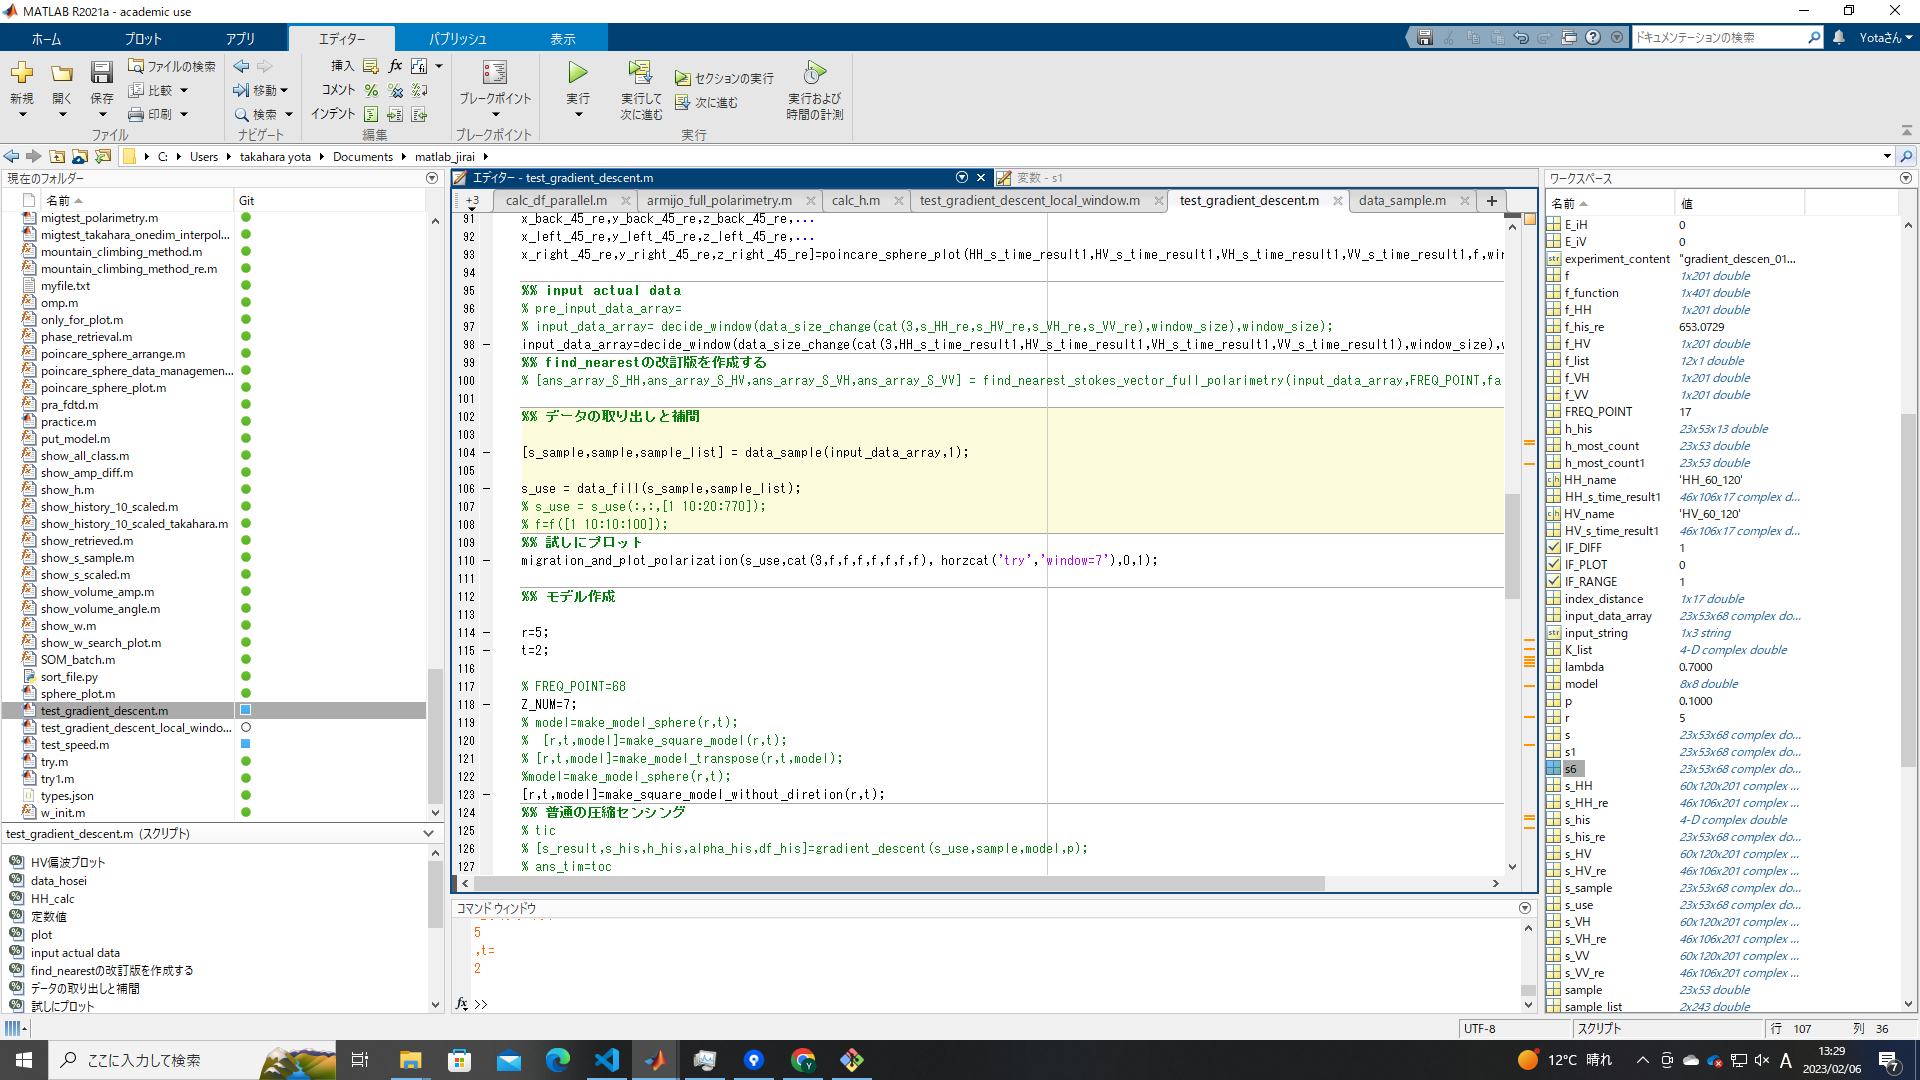 MATLAB R2021a - academic use
ホーム
プロット
アプリ
エディター
パブリッシュ
表示
ドキュメンテーションの検索
Yotaさん
新規
開く
保存
ファイルの検索
比較
印刷
ファイル
移動
検索
ナビゲート
挿入
コメント
インデント
編集
ブレークポイント
ブレークポイント
実行
実行して
次に進む
セクションの実行
次に進む
実行および
時間の計測
実行
C: Users takahara yota Documents matlab_jirai
現在のフォルダー
名前 Git
migtest_polarimetry.m
migtest_takahara_onedim_interpol...
mountain_climbing_method.m
mountain_climbing_method_re.m
myfile.txt
omp.m
only_for_plot.m
phase_retrieval.m
poincare_sphere_arrange.m
poincare_sphere_data_managemen...
poincare_sphere_plot.m
pra_fdtd.m
practice.m
put_model.m
show_all_class.m
show_amp_diff.m
show_h.m
show_history_10_scaled.m
show_history_10_scaled_takahara.m
show_retrieved.m
show_s_sample.m
show_s_scaled.m
show_volume_amp.m
show_volume_angle.m
show_w.m
show_w_search_plot.m
SOM_batch.m
sort_file.py
sphere_plot.m
test_gradient_descent.m
test_gradient_descent_local_windo...
test_speed.m
try.m
try1.m
types.json
w_init.m
test_gradient_descent.m (スクリプト)
HV偏波プロット
data_hosei
HH_calc
定数値
plot
input actual data
find_nearestの改訂版を作成する
データの取り出しと補間
試しにプロット
エディター - test_gradient_descent.m
変数 - s1
+3
calc_df_parallel.m
armijo_full_polarimetry.m
calc_h.m
test_gradient_descent_local_window.m
test_gradient_descent.m
data_sample.m
91 x_back_45_re,y_back_45_re,z_back_45_re,...
92 x_left_45_re,y_left_45_re,z_left_45_re,...
93 x_right_45_re,y_right_45_re,z_right_45_re]=poincare_sphere_plot(HH_s_time_result1,HV_s_time_result1,VH_s_time_result1,VV_s_time_result1,f,win
94
95 %% input actual data
96 % pre_input_data_array=
97 % input_data_array= decide_window(data_size_change(cat(3,s_HH_re,s_HV_re,s_VH_re,s_VV_re),window_size),window_size);
98 input_data_array=decide_window(data_size_change(cat(3,HH_s_time_result1,HV_s_time_result1,VH_s_time_result1,VV_s_time_result1),window_size),w
99 %% find_nearestの改訂版を作成する
100 % [ans_array_S_HH,ans_array_S_HV,ans_array_S_VH,ans_array_S_VV] = find_nearest_stokes_vector_full_polarimetry(input_data_array,FREQ_POINT,fa
101
102 %% データの取り出しと補間
103
104 [s_sample,sample,sample_list] = data_sample(input_data_array,1);
105
106 s_use = data_fill(s_sample,sample_list);
107 % s_use = s_use(:,:,[1 10:20:770]);
108 % f=f([1 10:10:100]);
109 %% 試しにプロット
110 migration_and_plot_polarization(s_use,cat(3,f,f,f,f,f,f,f), horzcat('try','window=7'),0,1);
111
112 %% モデル作成
113
114 r=5;
115 t=2;
116
117 % FREQ_POINT=68
118 Z_NUM=7;
119 % model=make_model_sphere(r,t);
120 % [r,t,model]=make_square_model(r,t);
121 % [r,t,model]=make_model_transpose(r,t,model);
122 %model=make_model_sphere(r,t);
123 [r,t,model]=make_square_model_without_diretion(r,t);
124 %% 普通の圧縮センシング
125 % tic
126 % [s_result,s_his,h_his,alpha_his,df_his]=gradient_descent(s_use,sample,model,p);
127 % ans_tim=toc
コマンド ウィンドウ
5
,t=
2
fx >>
ワークスペース
名前 値
E_iH 0
E_iV 0
experiment_content "gradient_descen_01...
f 1x201 double
f_function 1x401 double
f_HH 1x201 double
f_his_re 653.0729
f_HV 1x201 double
f_list 12x1 double
f_VH 1x201 double
f_VV 1x201 double
FREQ_POINT 17
h_his 23x53x13 double
h_most_count 23x53 double
h_most_count1 23x53 double
HH_name 'HH_60_120'
HH_s_time_result1 46x106x17 complex d...
HV_name 'HV_60_120'
HV_s_time_result1 46x106x17 complex d...
IF_DIFF 1
IF_PLOT 0
IF_RANGE 1
index_distance 1x17 double
input_data_array 23x53x68 complex do...
input_string 1x3 string
K_list 4-D complex double
lambda 0.7000
model 8x8 double
p 0.1000
r 5
s 23x53x68 complex do...
s1 23x53x68 complex do...
s6 23x53x68 complex do...
s_HH 60x120x201 complex ...
s_HH_re 46x106x201 complex ...
s_his 4-D complex double
s_his_re 23x53x68 complex do...
s_HV 60x120x201 complex ...
s_HV_re 46x106x201 complex ...
s_sample 23x53x68 complex do...
s_use 23x53x68 complex do...
s_VH 60x120x201 complex ...
s_VH_re 46x106x201 complex ...
s_VV 60x120x201 complex ...
s_VV_re 46x106x201 complex ...
sample 23x53 double
sample_list 2x243 double
UTF-8
スクリプト
行 107 列 36
ここに入力して検索
12°C 晴れ
A
13:29
2023/02/06
7